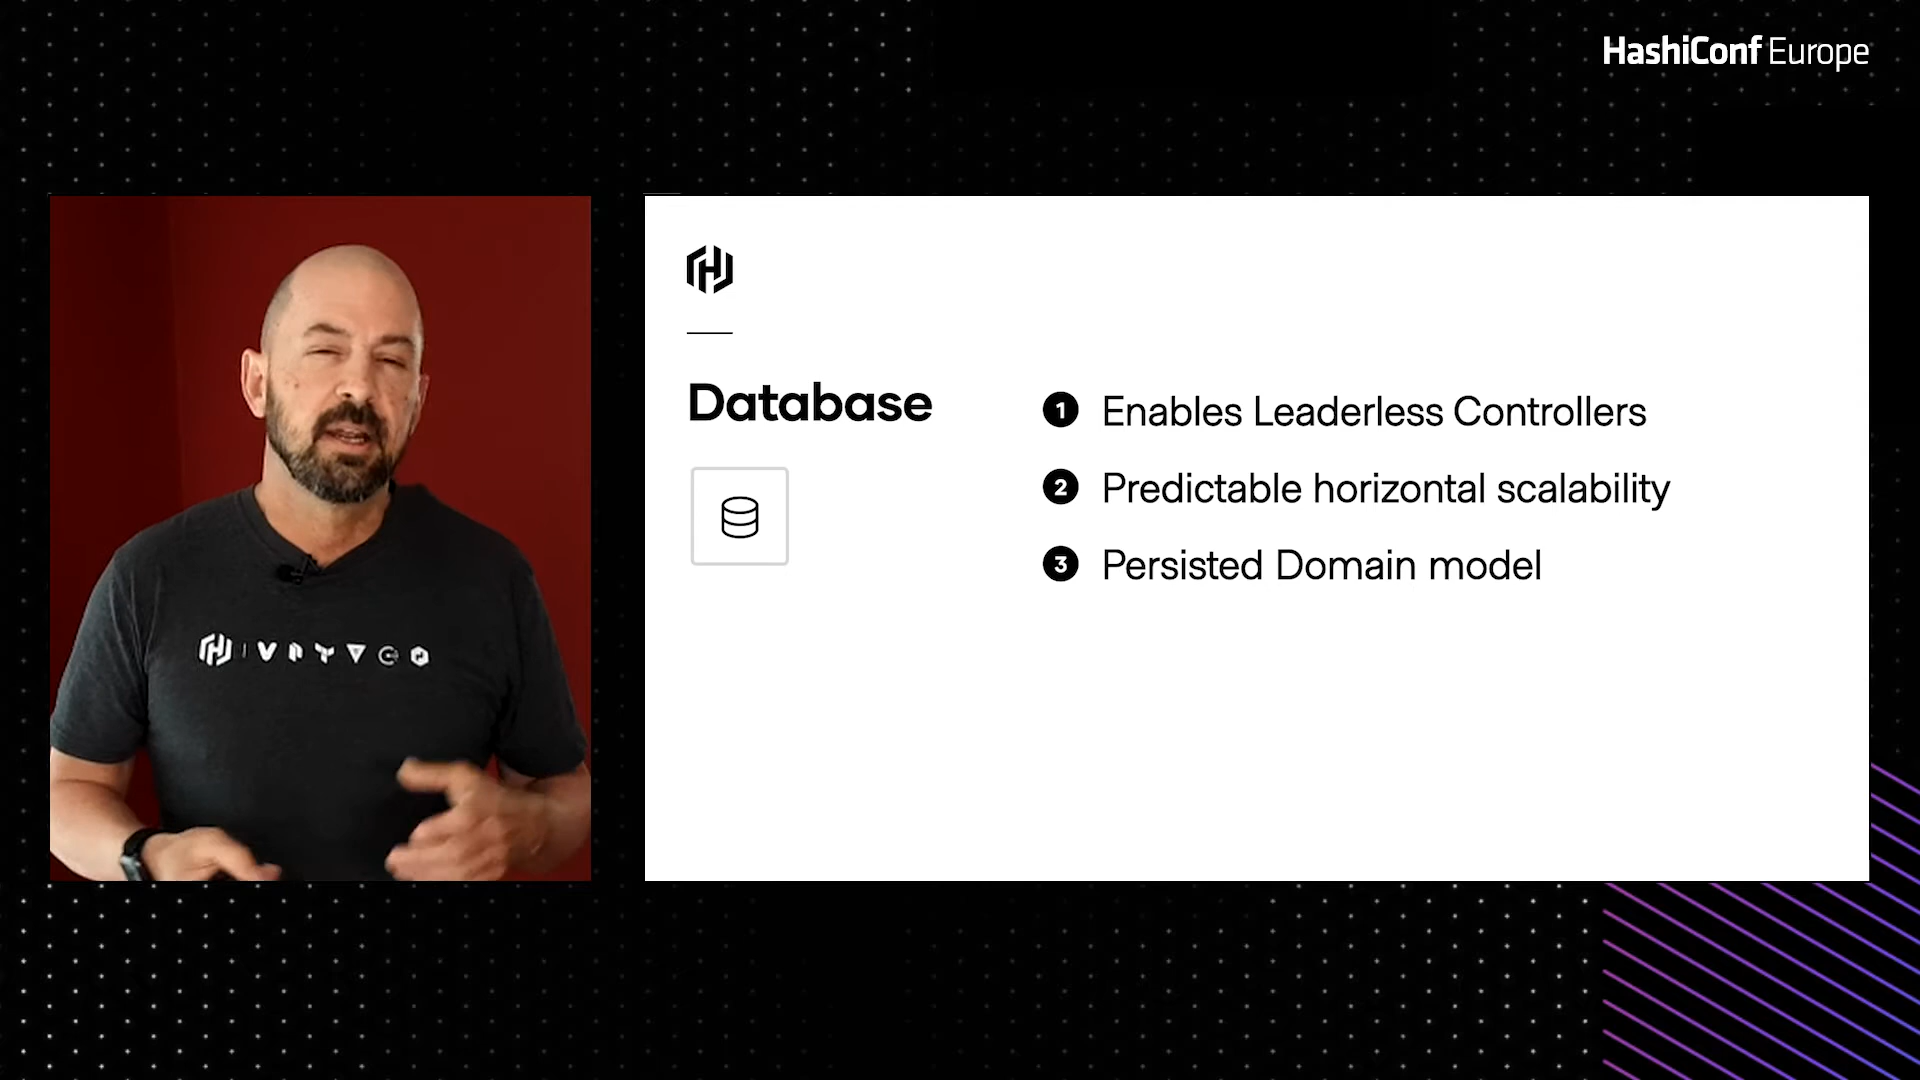 HashiConf Europe
Database
1 Enables Leaderless Controllers
2 Predictable horizontal scalability
3 Persisted Domain model